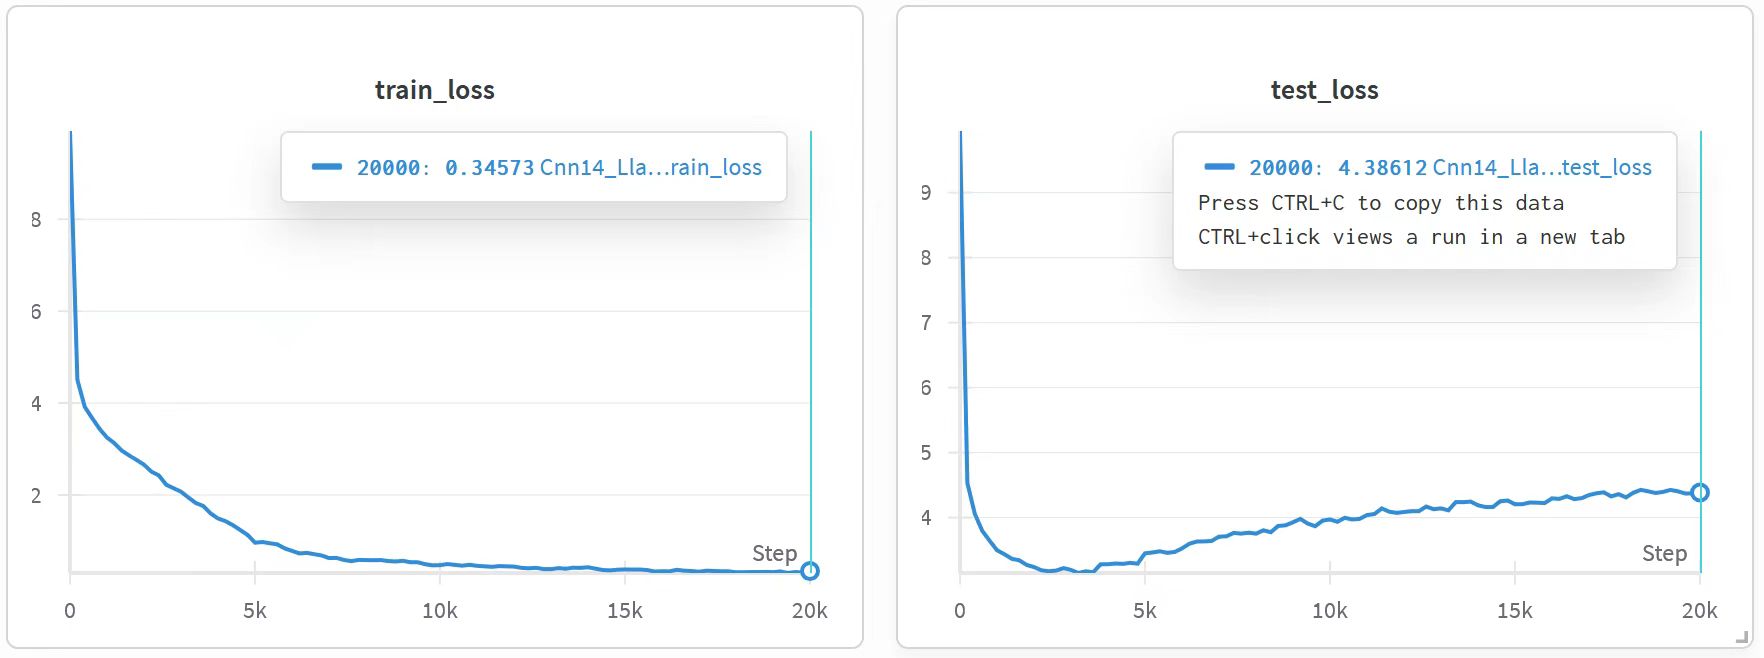 train_loss
20000: 0.34573 Cnn14_Lla...rain_loss
8
6
4
2
Step
0 5k 10k 15k 20k
test_loss
20000: 4.38612 Cnn14_Lla...test_loss
Press CTRL+C to copy this data
CTRL+click views a run in a new tab
9
8
7
6
5
4
Step
0 5k 10k 15k 20k